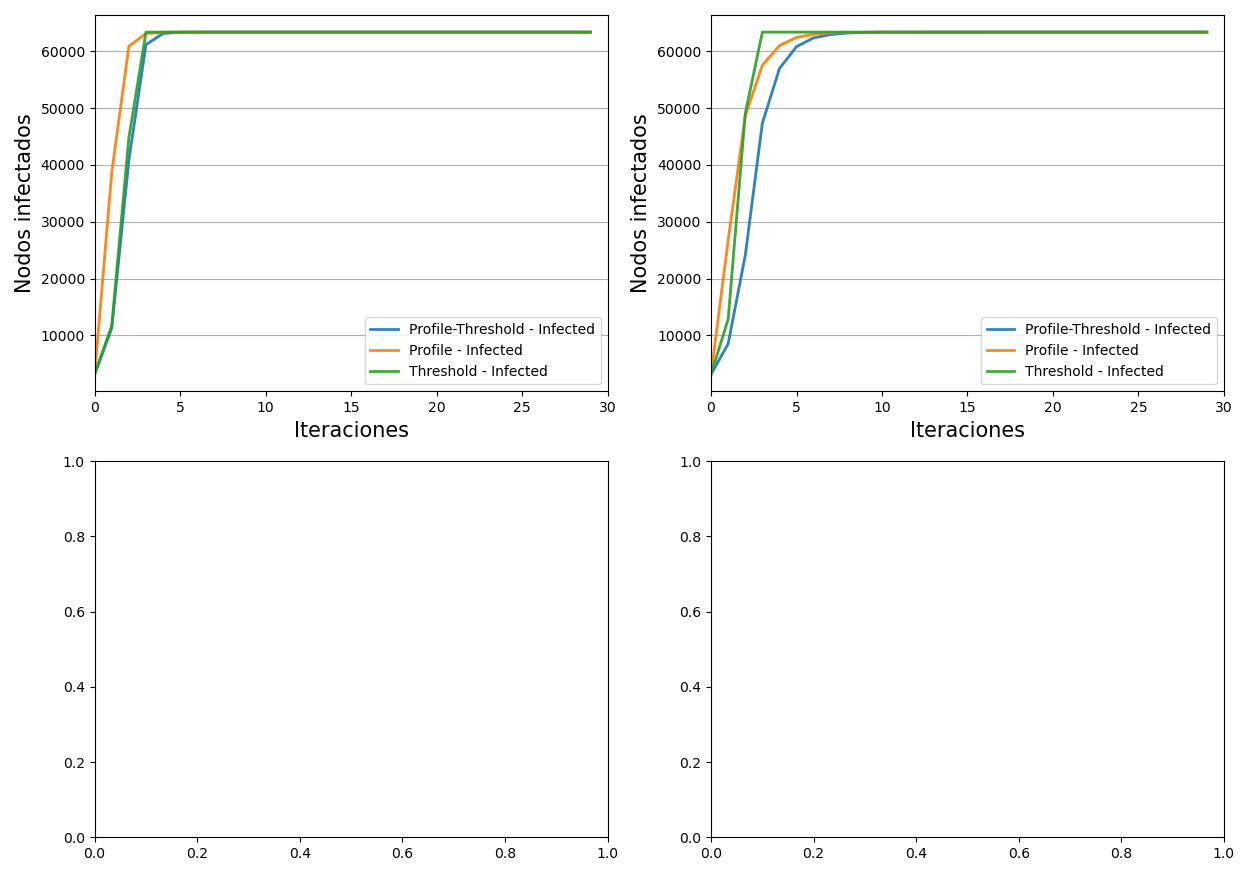 60000
50000
40000
30000
20000
10000
Nodos infectados
Profile-Threshold - Infected
Profile - Infected
Threshold - Infected
0 5 10 15 20 25 30
Iteraciones
60000
50000
40000
30000
20000
10000
Nodos infectados
Profile-Threshold - Infected
Profile - Infected
Threshold - Infected
0 5 10 15 20 25 30
Iteraciones
1.0
0.8
0.6
0.4
0.2
0.0
0.0 0.2 0.4 0.6 0.8 1.0
1.0
0.8
0.6
0.4
0.2
0.0
0.0 0.2 0.4 0.6 0.8 1.0